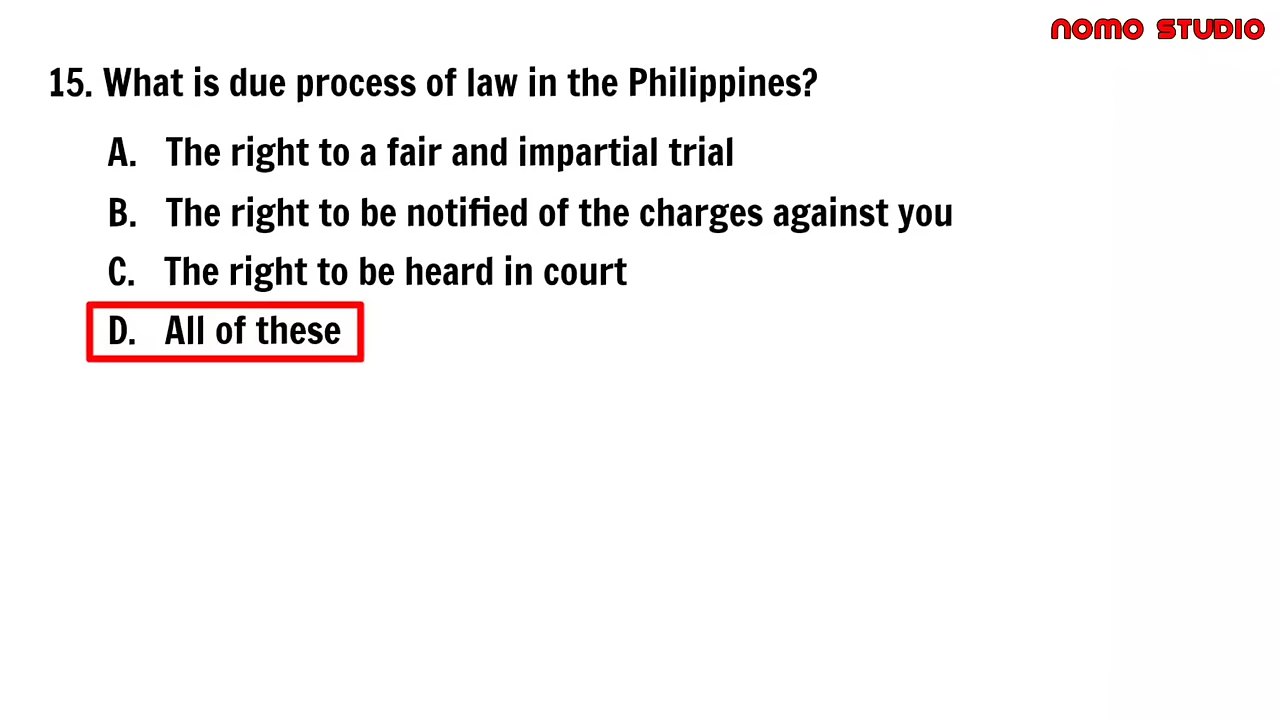 NOMO STUDIO
15. What is due process of law in the Philippines?
A. The right to a fair and impartial trial
B. The right to be notified of the charges against you
C. The right to be heard in court
D. All of these